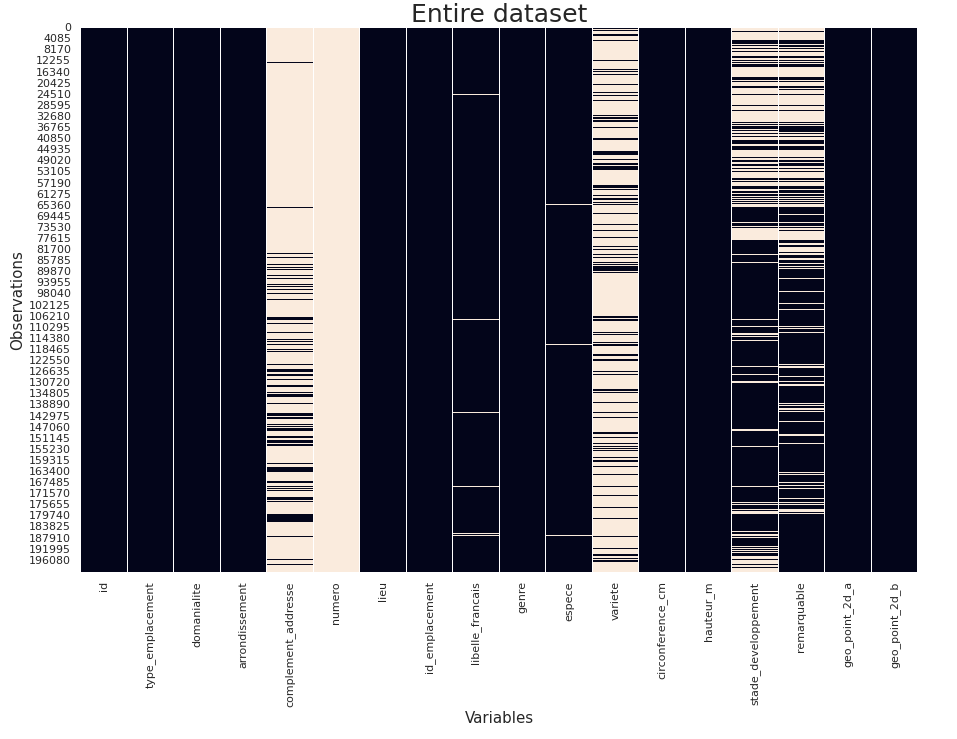 Entire dataset
Observations
0
4085
8170
12255
16340
20425
24510
28595
32680
36765
40850
44935
49020
53105
57190
61275
65360
69445
73530
77615
81700
85785
89870
93955
98040
102125
106210
110295
114380
118465
122550
126635
130720
134805
138890
142975
147060
151145
155230
159315
163400
167485
171570
175655
179740
183825
187910
191995
196080
id
type_emplacement
domanialite
arrondissement
complement_addresse
numero
lieu
id_emplacement
libelle_francais
genre
espece
variete
circonference_cm
hauteur_m
stade_developpement
remarquable
geo_point_2d_a
geo_point_2d_b
Variables